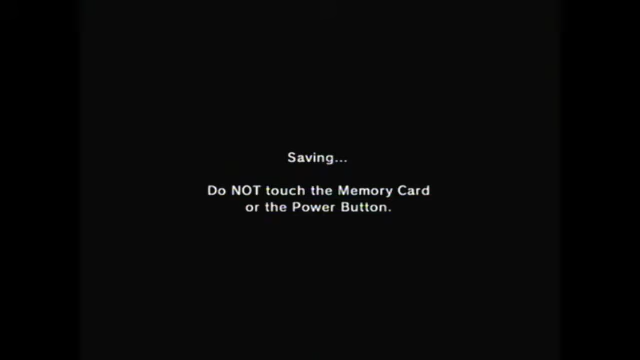 Saving...
Do NOT touch the Memory Card
or the Power Button.